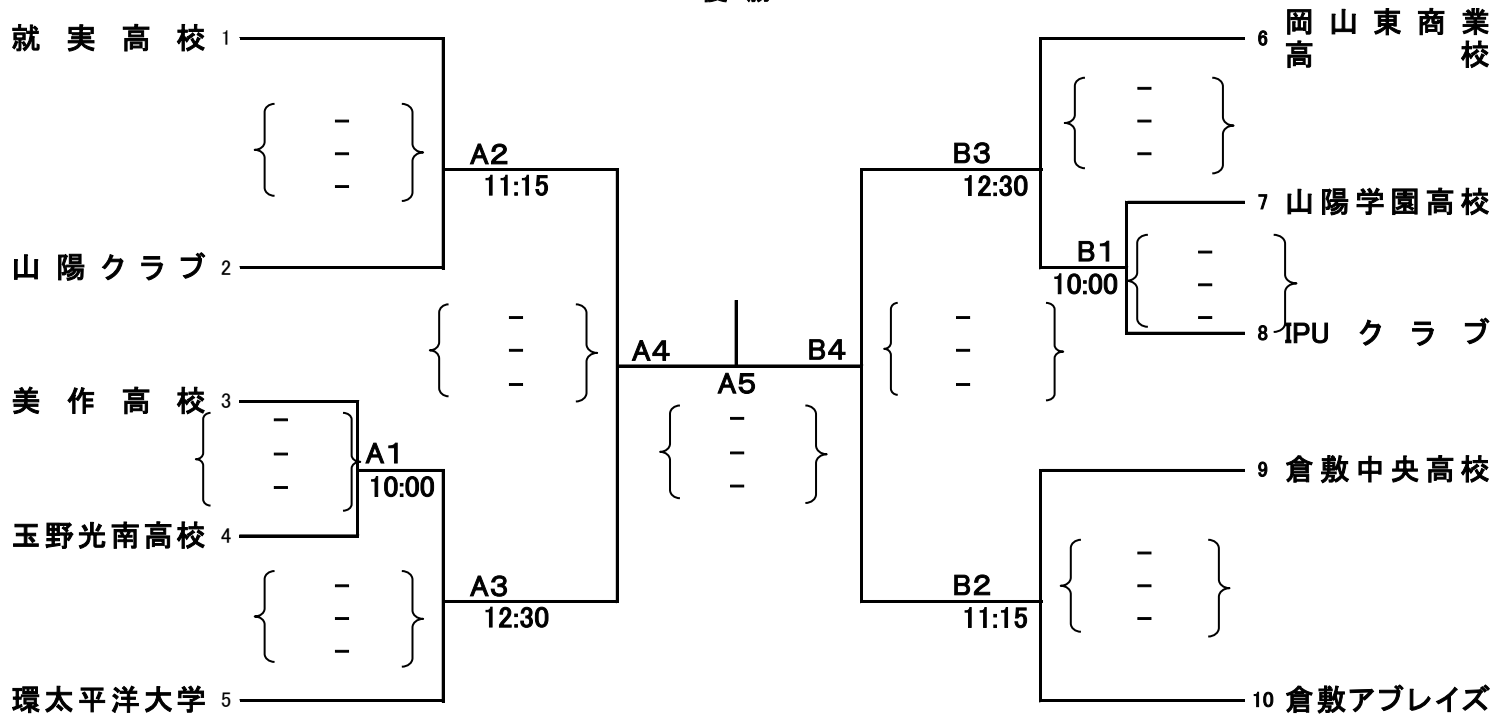 就実高校 1
山陽クラブ 2
美作高校 3
玉野光南高校 4
環太平洋大学 5
A2
11:15
A1
10:00
A3
12:30
A4
A5
B4
B3
12:30
B1
10:00
B2
11:15
6 岡山東商業
高校
7 山陽学園高校
8 IPUクラブ
9 倉敷中央高校
10 倉敷アブレイズ